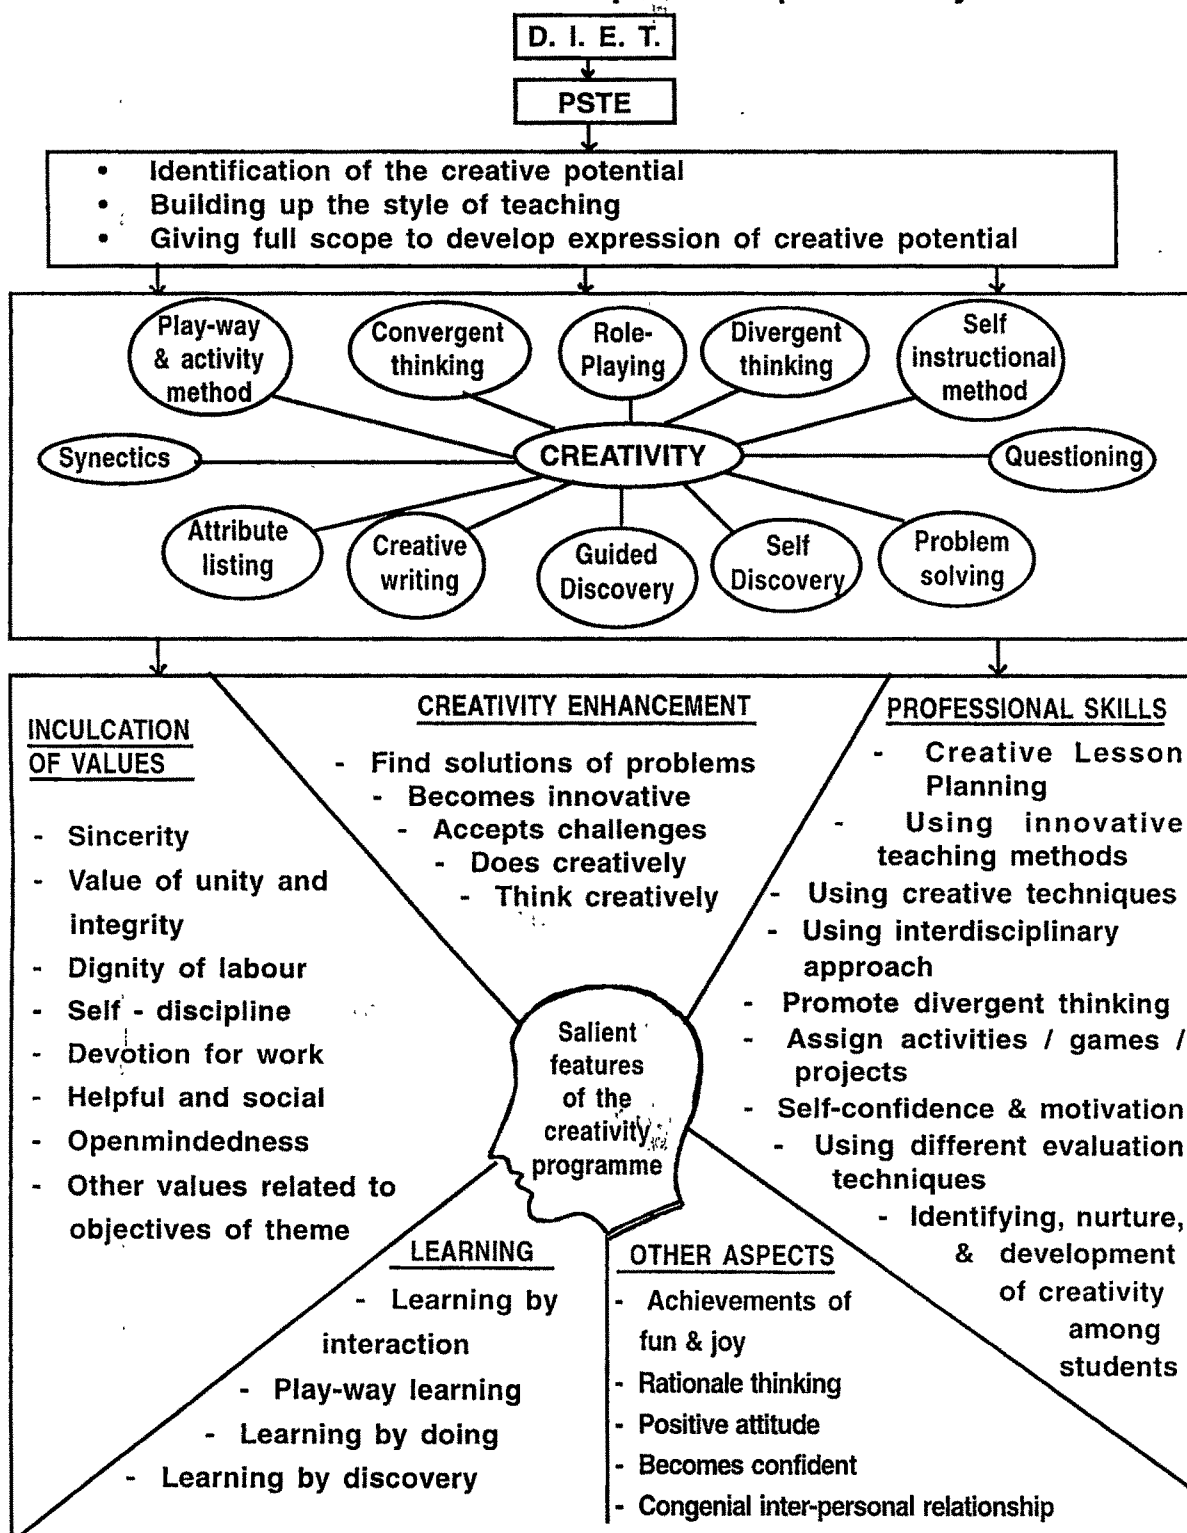 D. I. E. T.
PSTE
• Identification of the creative potential
• Building up the style of teaching
• Giving full scope to develop expression of creative potential
Play-way
& activity
method
Convergent
thinking
Role-
Playing
Divergent
thinking
Self
instructional
method
Synectics
CREATIVITY
Questioning
Attribute
listing
Creative
writing
Guided
Discovery
Self
Discovery
Problem
solving
INCULCATION
OF VALUES
- Sincerity
- Value of unity and
integrity
- Dignity of labour
- Self - discipline
- Devotion for work
- Helpful and social
- Openmindedness
- Other values related to
objectives of theme
CREATIVITY ENHANCEMENT
- Find solutions of problems
- Becomes innovative
- Accepts challenges
- Does creatively
- Think creatively
PROFESSIONAL SKILLS
- Creative Lesson
Planning
- Using innovative
teaching methods
- Using creative techniques
- Using interdisciplinary
approach
- Promote divergent thinking
- Assign activities / games /
projects
- Self-confidence & motivation
- Using different evaluation
techniques
- Identifying, nurture,
& development
of creativity
among
students
Salient
features
of the
creativity
programme
LEARNING
- Learning by
interaction
- Play-way learning
- Learning by doing
- Learning by discovery
OTHER ASPECTS
- Achievements of
fun & joy
- Rationale thinking
- Positive attitude
- Becomes confident
- Congenial inter-personal relationship